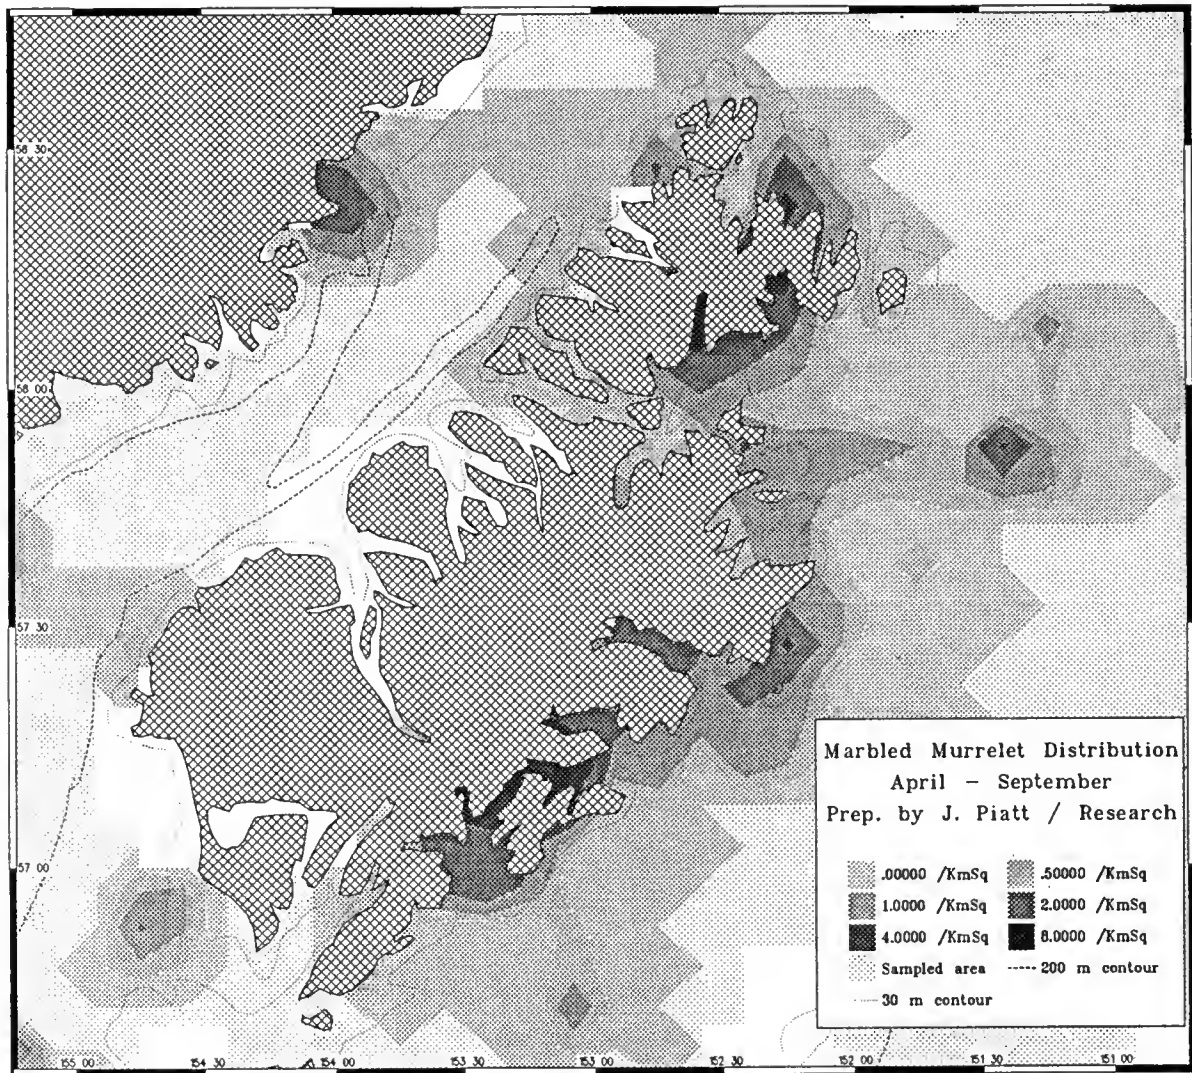 58 30
58 00
57 30
57 00
Marbled Murrelet Distribution
April – September
Prep. by J. Piatt / Research
.00000 /KmSq
.50000 /KmSq
1.0000 /KmSq
2.0000 /KmSq
4.0000 /KmSq
8.0000 /KmSq
Sampled area
200 m contour
30 m contour
155 00
154 30
154 00
153 30
153 00
152 30
152 00
151 30
151 00